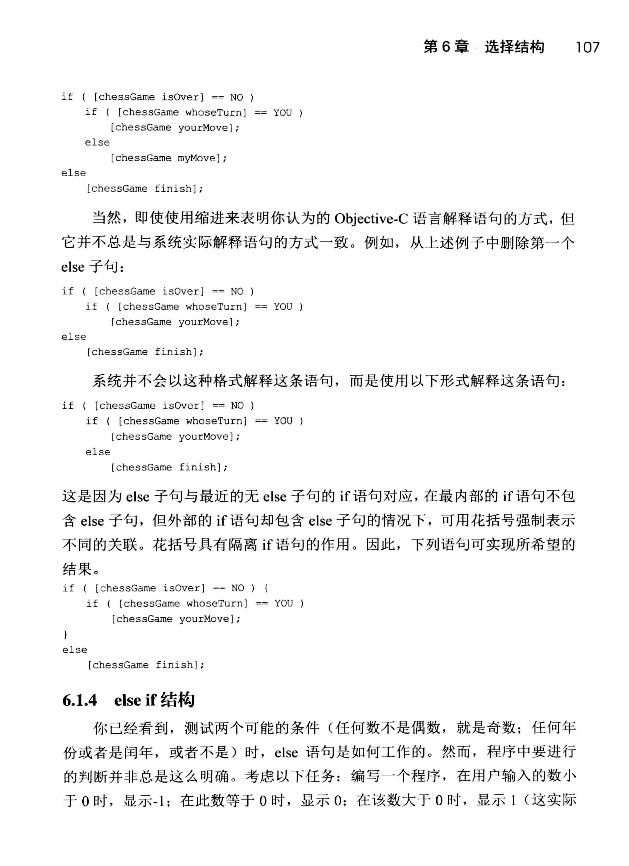 第 6 章 选择结构 107
if ( [chessGame isOver] == NO )
if ( [chessGame whoseTurn] == YOU )
[chessGame yourMove];
else
[chessGame myMove];
else
[chessGame finish];
当然，即使使用缩进来表明你认为的 Objective-C 语言解释语句的方式，但
它并不总是与系统实际解释语句的方式一致。例如，从上述例子中删除第一个
else 子句：
if ( [chessGame isOver] == NO )
if ( [chessGame whoseTurn] == YOU )
[chessGame yourMove];
else
[chessGame finish];
系统并不会以这种格式解释这条语句，而是使用以下形式解释这条语句：
if ( [chessGame isOver] == NO )
if ( [chessGame whoseTurn] == YOU )
[chessGame yourMove];
else
[chessGame finish];
这是因为 else 子句与最近的无 else 子句的 if 语句对应，在最内部的 if 语句不包
含 else 子句，但外部的 if 语句却包含 else 子句的情况下，可用花括号强制表示
不同的关联。花括号具有隔离 if 语句的作用。因此，下列语句可实现所希望的
结果。
if ( [chessGame isOver] == NO ) {
if ( [chessGame whoseTurn] == YOU )
[chessGame yourMove];
}
else
[chessGame finish];
6.1.4 else if 结构
你已经看到，测试两个可能的条件（任何数不是偶数，就是奇数；任何年
份或者是闰年，或者不是）时，else 语句是如何工作的。然而，程序中要进行
的判断并非总是这么明确。考虑以下任务：编写一个程序，在用户输入的数小
于 0 时，显示-1；在此数等于 0 时，显示 0；在该数大于 0 时，显示 1（这实际